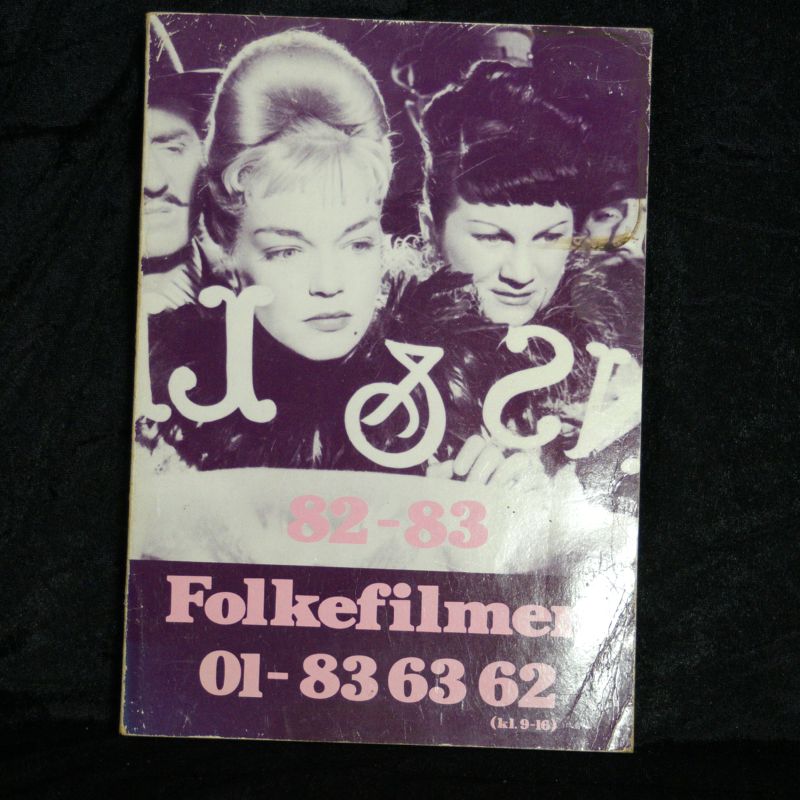 82-83
Folkefilmen
01-83 63 62
(kl. 9-16)